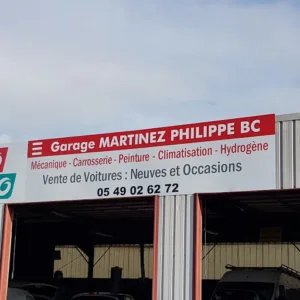 Garage MARTINEZ PHILIPPE BC
Mécanique - Carrosserie - Peinture - Climatisation - Hydrogène
Vente de Voitures : Neuves et Occasions
05 49 02 62 72